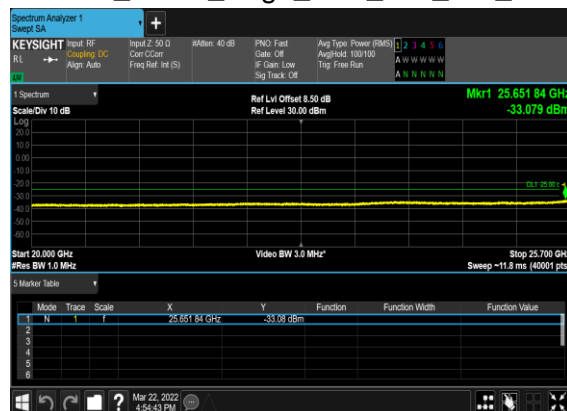 Spectrum Analyzer 1
Swept SA
KEYSIGHT
RL
Input: RF
Coupling: DC
Align: Auto
Input Z: 50 Ω
Corr CCorr
Freq Ref: Int (S)
#Atten: 40 dB
PNO: Fast
Gate: Off
IF Gain: Low
Sig Track: Off
Avg Type: Power (RMS)
Avg|Hold: 100/100
Trig: Free Run
1 2 3 4 5 6
A W W W W W
A N N N N N
1 Spectrum
Scale/Div 10 dB
Ref Lvl Offset 8.50 dB
Ref Level 30.00 dBm
Mkr1 25.651 84 GHz
-33.079 dBm
Log
20.0
10.0
0.00
-10.0
-20.0
-30.0
-40.0
-50.0
-60.0
1
Start 20.000 GHz
#Res BW 1.0 MHz
Video BW 3.0 MHz*
Stop 25.700 GHz
Sweep ~11.8 ms (40001 pts)
5 Marker Table
Mode Trace Scale X Y Function Function Width Function Value
1 N 1 f 25.651 84 GHz -33.08 dBm
2
3
4
5
6
?
Mar 22, 2022
4:54:43 PM